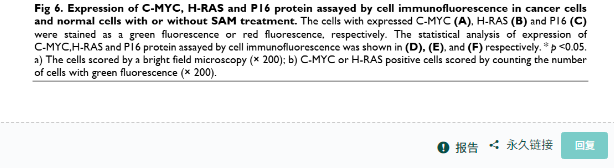 Fig 6. Expression of C-MYC, H-RAS and P16 protein assayed by cell immunofluorescence in cancer cells
and normal cells with or without SAM treatment. The cells with expressed C-MYC (A), H-RAS (B) and P16 (C)
were stained as a green fluorescence or red fluorescence, respectively. The statistical analysis of expression of
C-MYC,H-RAS and P16 protein assayed by cell immunofluorescence was shown in (D), (E), and (F) respectively. * p <0.05.
a) The cells scored by a bright field microscopy (× 200); b) C-MYC or H-RAS positive cells scored by counting the number
of cells with green fluorescence (× 200).
报告 永久链接 回复